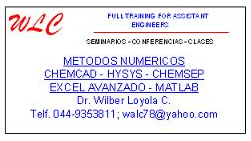 WLC
FULL TRAINING FOR ASSISTANT
ENGINEERS
SEMINARIOS - CONFERENCIAS - CLASES
METODOS NUMERICOS
CHEMCAD - HYSYS - CHEMSEP
EXCEL AVANZADO - MATLAB
Dr. Wilber Loyola C.
Telf. 044-9353811; walc78@yahoo.com